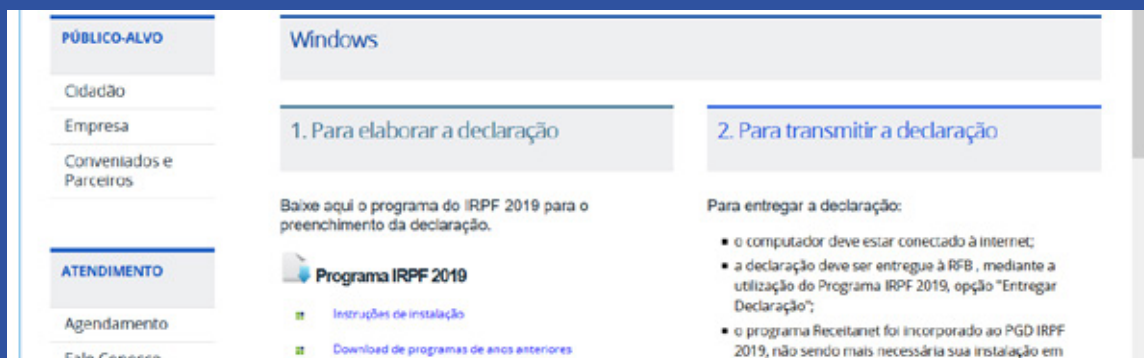 PÚBLICO-ALVO
Cidadão
Empresa
Conveniados e
Parceiros
ATENDIMENTO
Agendamento
Fale Conosco
Windows
1. Para elaborar a declaração
Baixe aqui o programa do IRPF 2019 para o
preenchimento da declaração.
Programa IRPF 2019
Instruções de instalação
Download de programas de anos anteriores
2. Para transmitir a declaração
Para entregar a declaração:
o computador deve estar conectado à internet;
a declaração deve ser entregue à RFB , mediante a
utilização do Programa IRPF 2019, opção "Entregar
Declaração";
o programa Receitanet foi incorporado ao PGD IRPF
2019, não sendo mais necessária sua instalação em